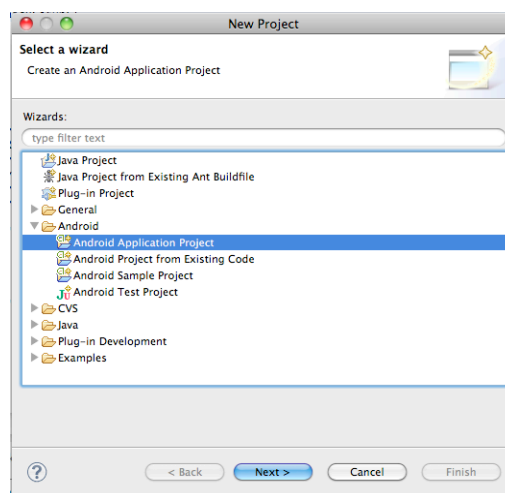 New Project
Select a wizard
Create an Android Application Project
Wizards:
type filter text
Java Project
Java Project from Existing Ant Buildfile
Plug-in Project
General
Android
Android Application Project
Android Project from Existing Code
Android Sample Project
Android Test Project
CVS
Java
Plug-in Development
Examples
? < Back Next > Cancel Finish